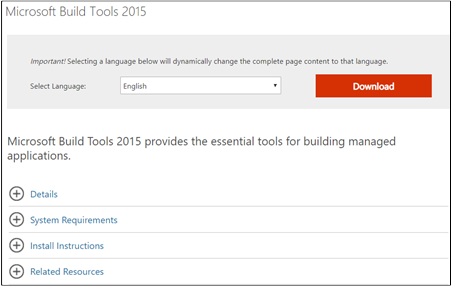 Microsoft Build Tools 2015
Important! Selecting a language below will dynamically change the complete page content to that language.
Select Language:
English
Download
Microsoft Build Tools 2015 provides the essential tools for building managed
applications.
Details
System Requirements
Install Instructions
Related Resources